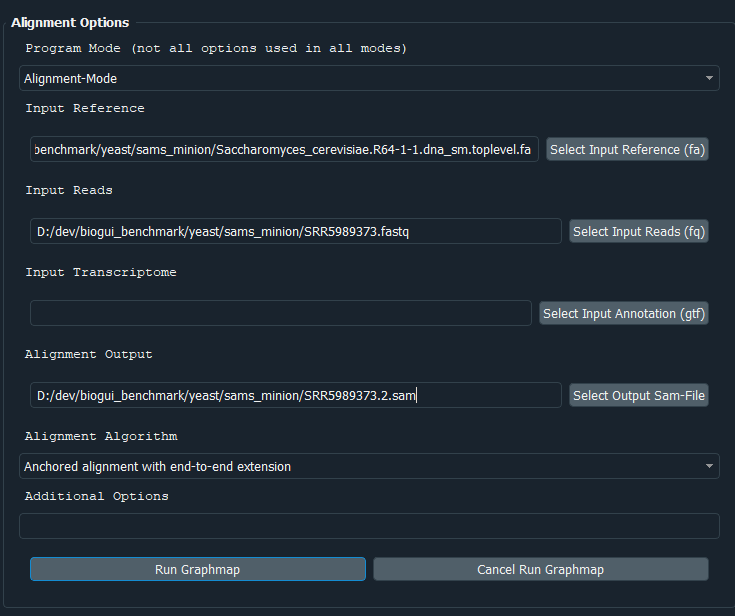 Alignment Options
Program Mode (not all options used in all modes)
Alignment-Mode
Input Reference
benchmark/yeast/sams_minion/Saccharomyces_cerevisiae.R64-1-1.dna_sm.toplevel.fa Select Input Reference (fa)
Input Reads
D:/dev/biogui_benchmark/yeast/sams_minion/SRR5989373.fastq Select Input Reads (fq)
Input Transcriptome
Select Input Annotation (gtf)
Alignment Output
D:/dev/biogui_benchmark/yeast/sams_minion/SRR5989373.2.sam Select Output Sam-File
Alignment Algorithm
Anchored alignment with end-to-end extension
Additional Options
Run Graphmap Cancel Run Graphmap